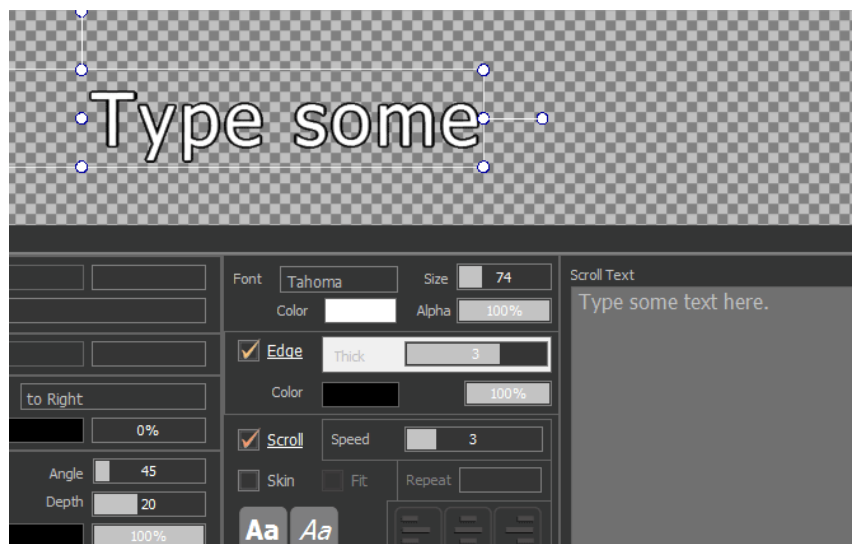 Type some
Font Tahoma Size 74 Scroll Text
Type some text here.
Color Alpha 100%
Edge Thick 3
to Right Color 100%
0% Scroll Speed 3
Angle 45 Skin Fit Repeat
Depth 20
100% Aa Aa